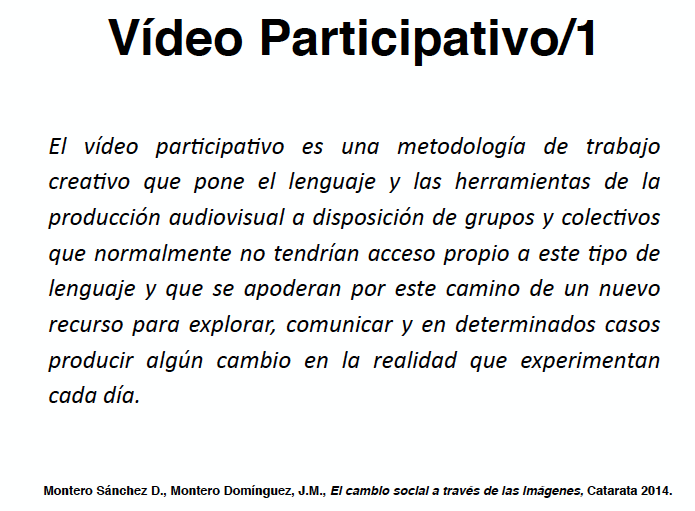 Vídeo Participativo/1
El vídeo participativo es una metodología de trabajo
creativo que pone el lenguaje y las herramientas de la
producción audiovisual a disposición de grupos y colectivos
que normalmente no tendrían acceso propio a este tipo de
lenguaje y que se apoderan por este camino de un nuevo
recurso para explorar, comunicar y en determinados casos
producir algún cambio en la realidad que experimentan
cada día.
Montero Sánchez D., Montero Domínguez, J.M., El cambio social a través de las imágenes, Catarata 2014.